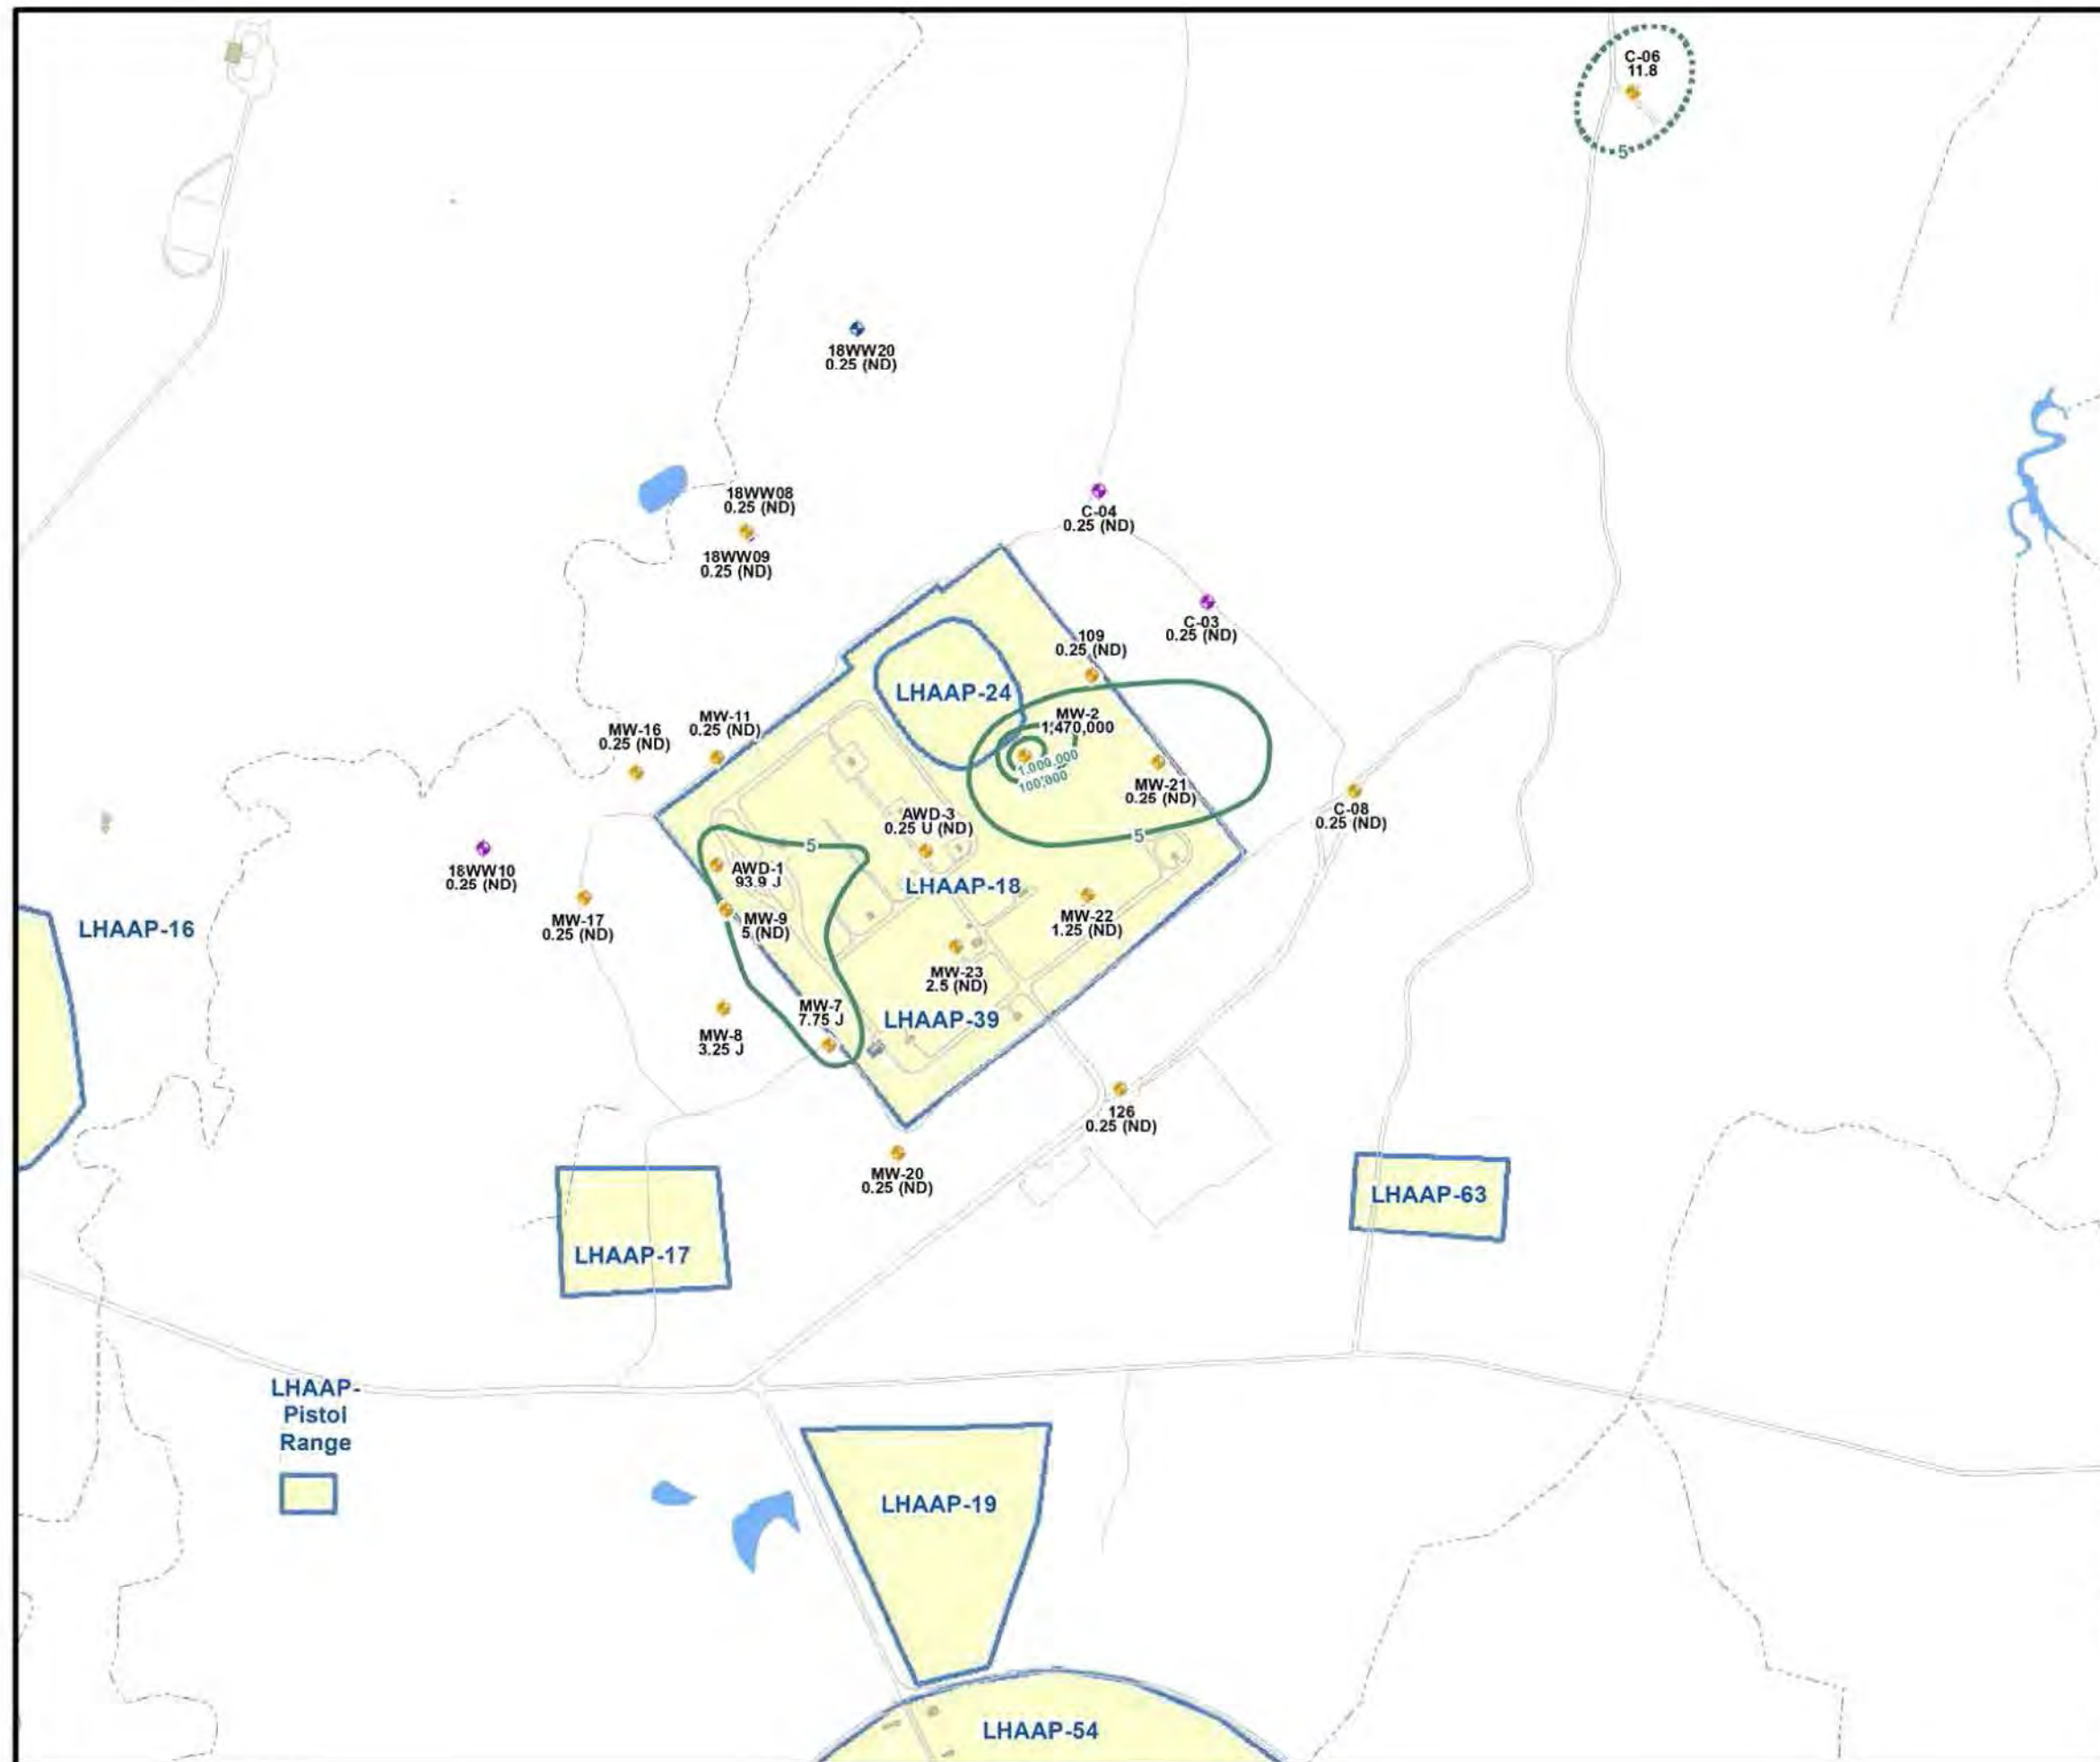 C-06
11.8
5
18WW20
0.25 (ND)
18WW08
0.25 (ND)
18WW09
0.25 (ND)
C-04
0.25 (ND)
C-03
0.25 (ND)
109
0.25 (ND)
LHAAP-24
MW-2
1,470,000
1,000,000
100,000
MW-11
0.25 (ND)
MW-16
0.25 (ND)
MW-21
0.25 (ND)
C-08
0.25 (ND)
AWD-3
0.25 U (ND)
5
5
AWD-1
93.9 J
18WW10
0.25 (ND)
LHAAP-18
MW-17
0.25 (ND)
MW-9
5 (ND)
MW-22
1.25 (ND)
LHAAP-16
MW-23
2.5 (ND)
MW-7
7.75 J
LHAAP-39
MW-8
3.25 J
126
0.25 (ND)
MW-20
0.25 (ND)
LHAAP-63
LHAAP-17
LHAAP-
Pistol
Range
LHAAP-19
LHAAP-54